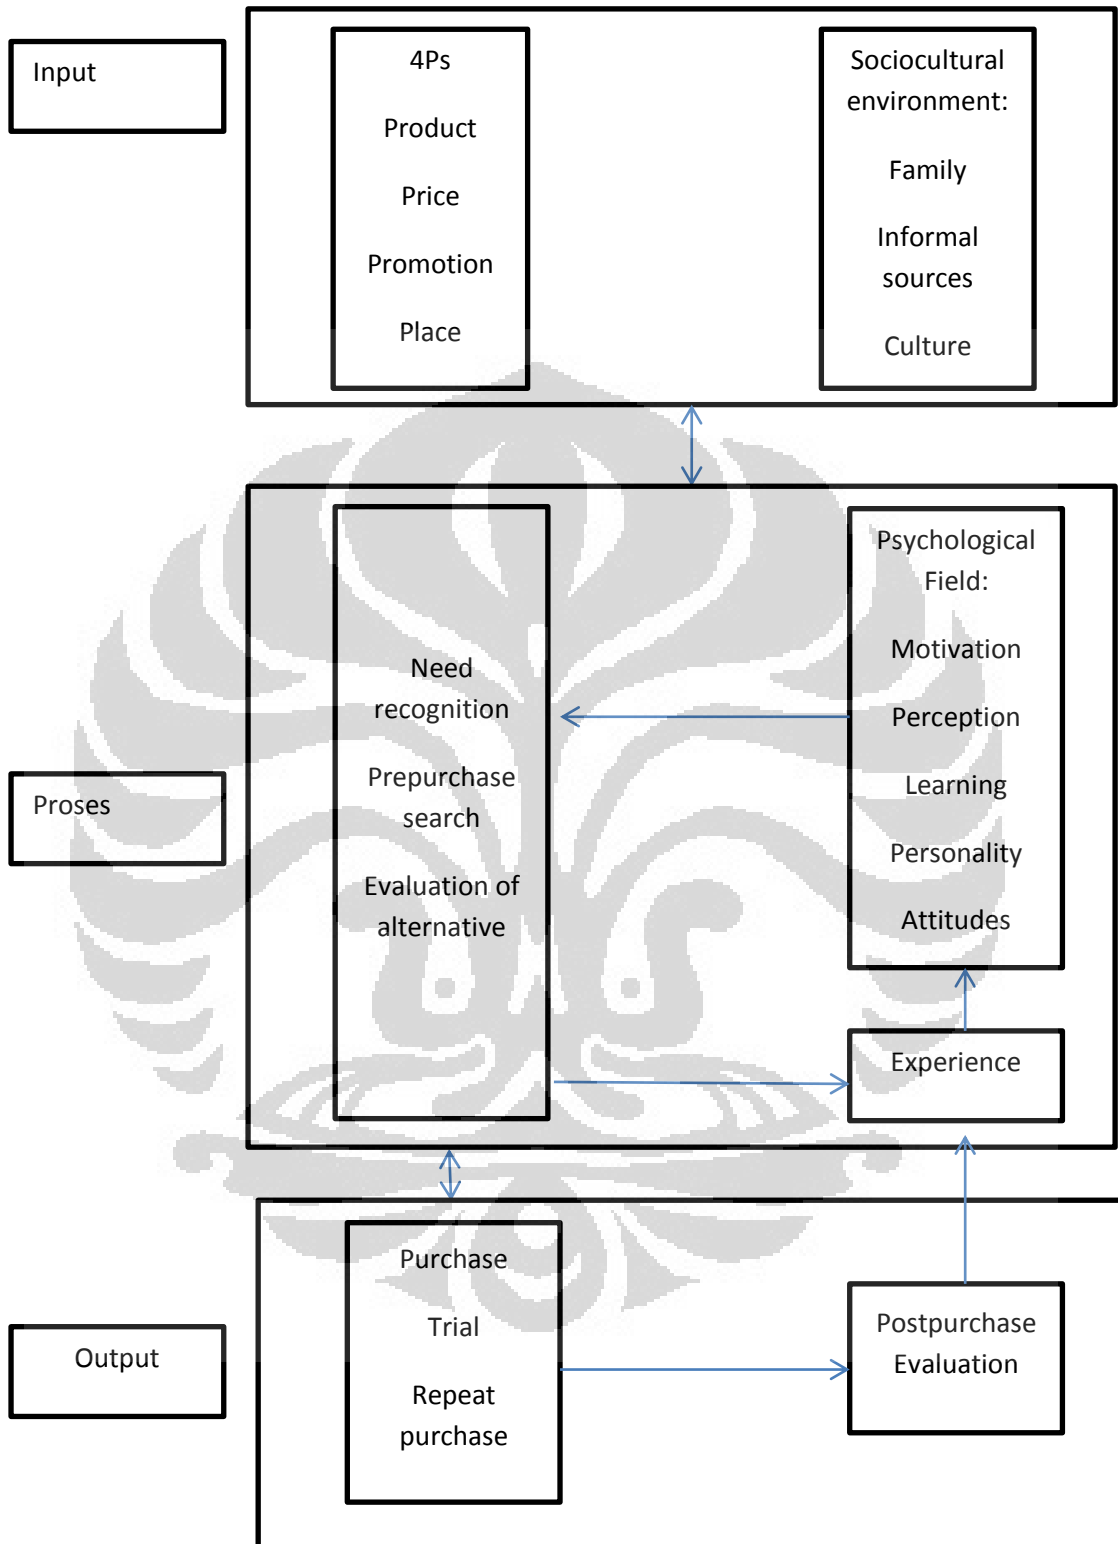 Input
4Ps
Product
Price
Promotion
Place
Sociocultural
environment:
Family
Informal
sources
Culture
Proses
Need
recognition
Prepurchase
search
Evaluation of
alternative
Psychological
Field:
Motivation
Perception
Learning
Personality
Attitudes
Experience
Output
Purchase
Trial
Repeat
purchase
Postpurchase
Evaluation